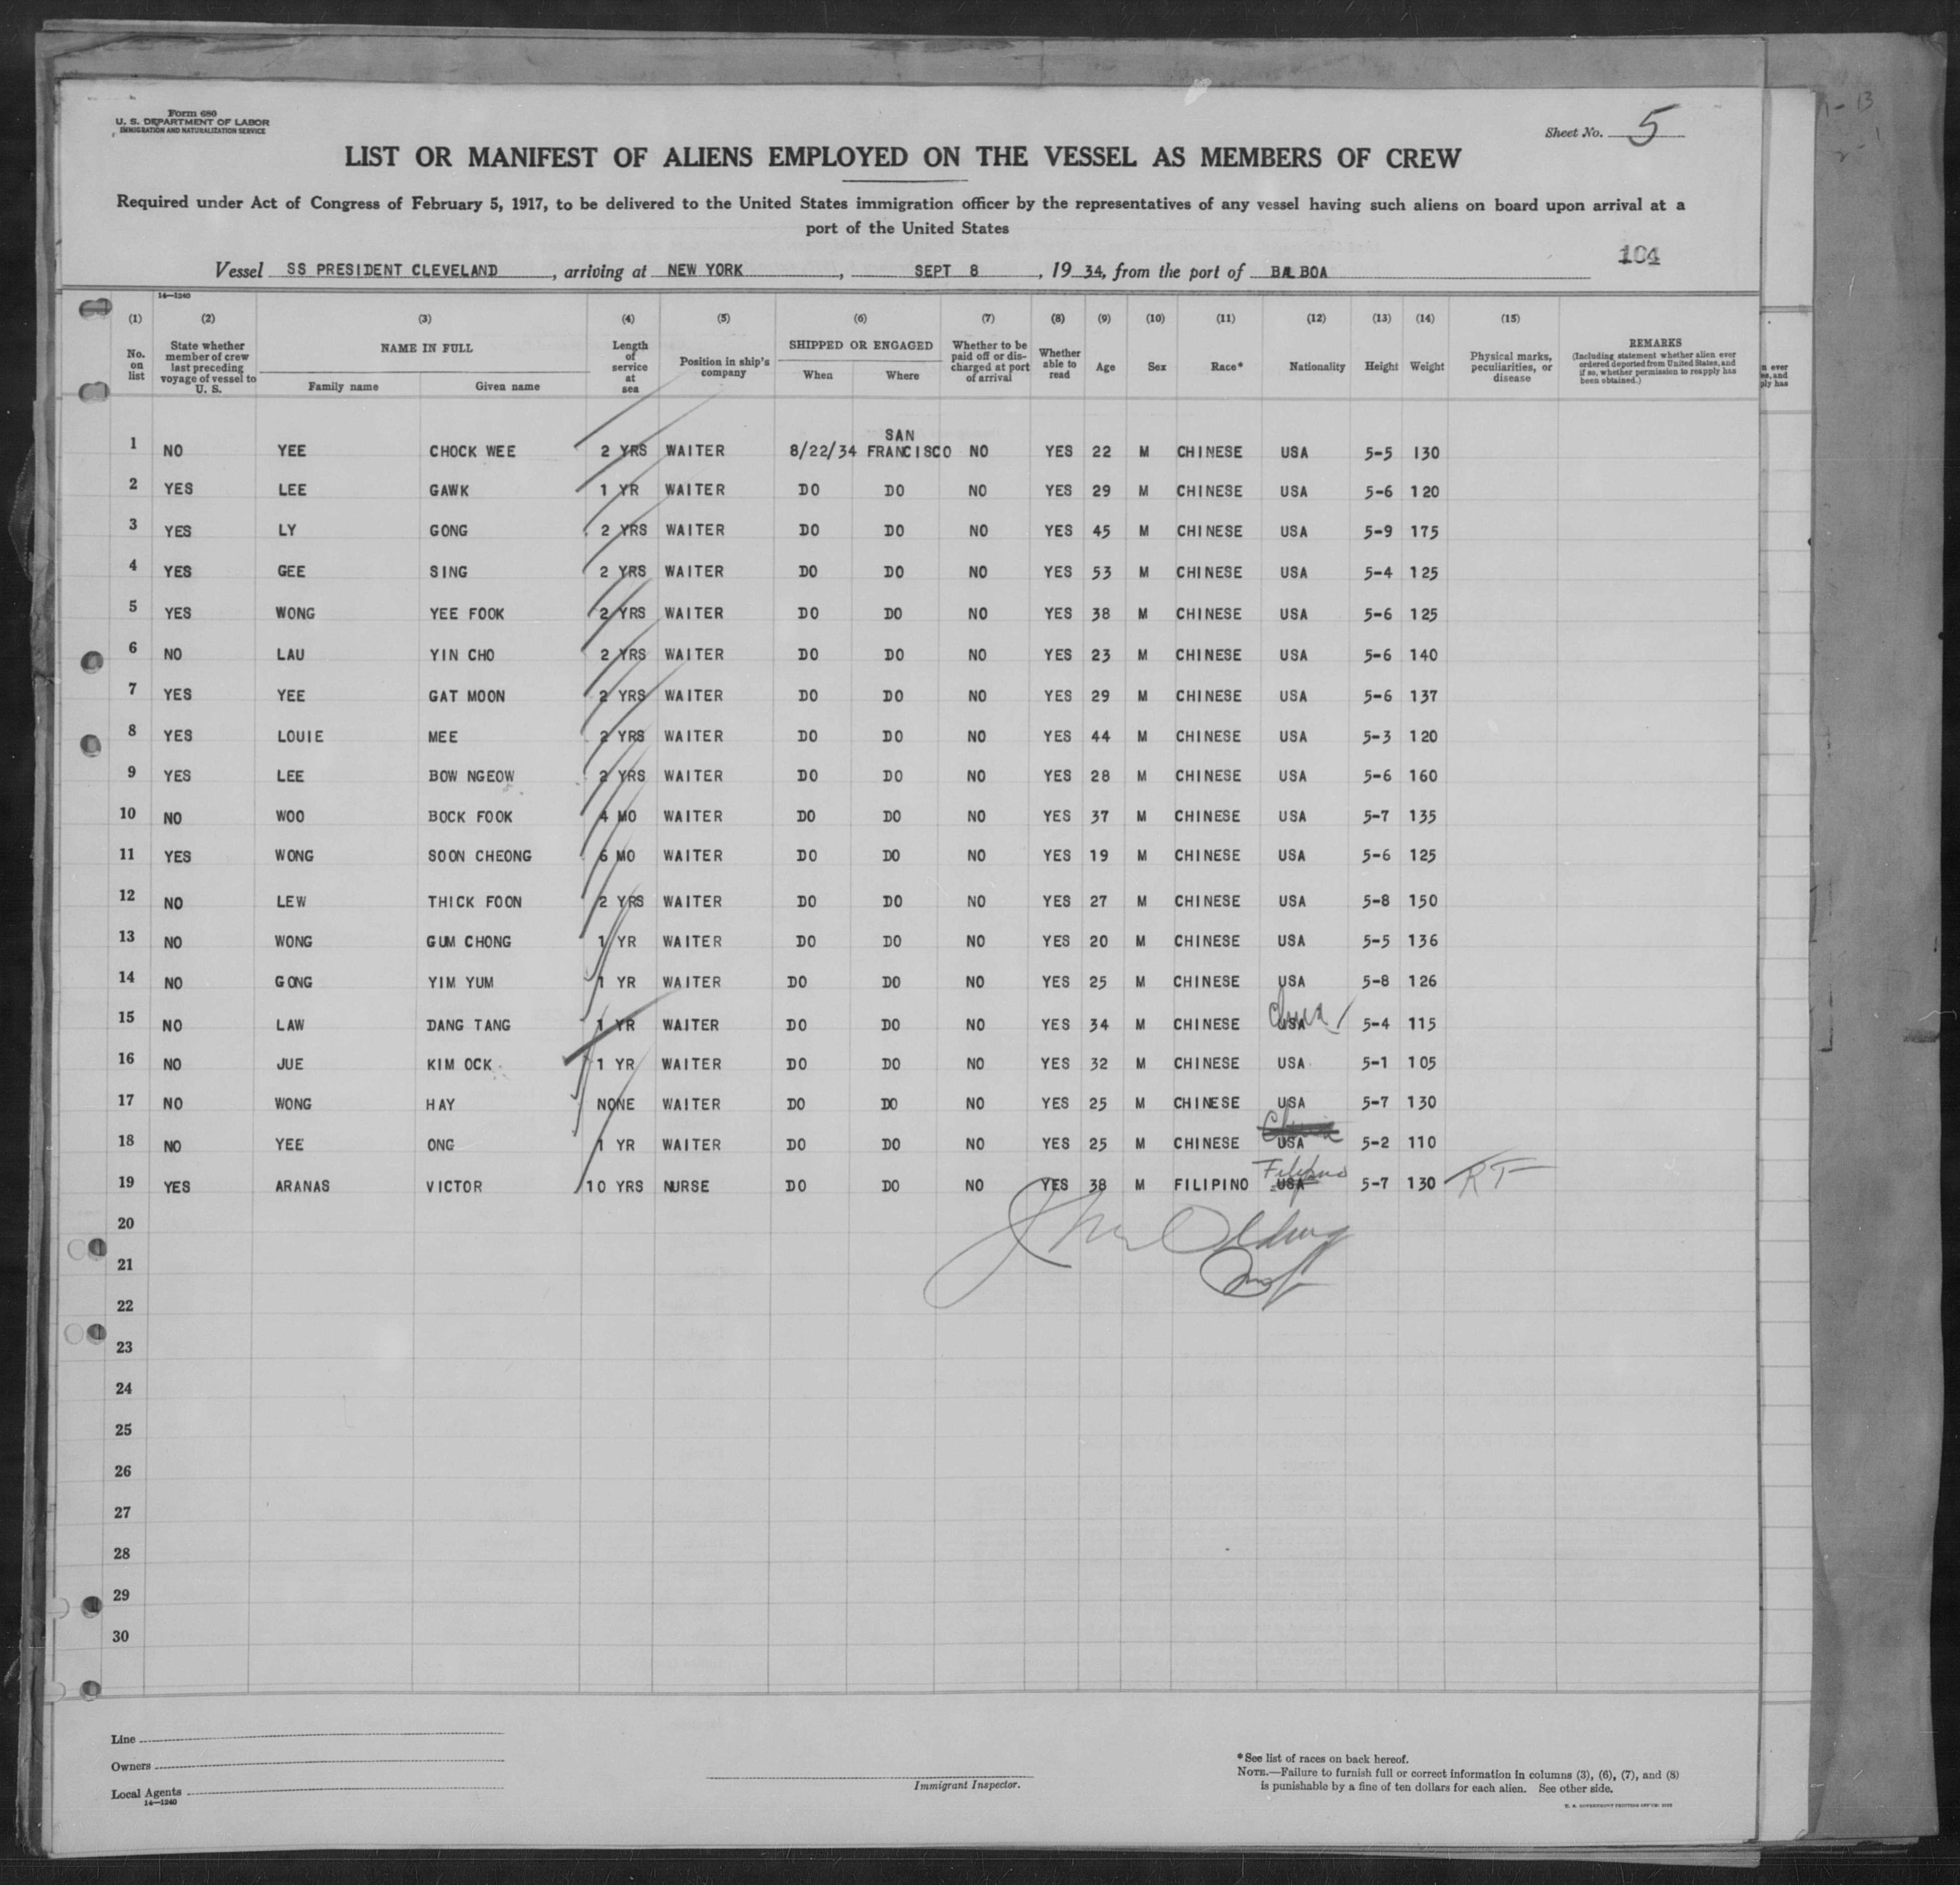 Form 680
U. S. DEPARTMENT OF LABOR
IMMIGRATION AND NATURALIZATION SERVICE
Sheet No. 5
LIST OR MANIFEST OF ALIENS EMPLOYED ON THE VESSEL AS MEMBERS OF CREW
Required under Act of Congress of February 5, 1917, to be delivered to the United States immigration officer by the representatives of any vessel having such aliens on board upon arrival at a
port of the United States
104
Vessel SS PRESIDENT CLEVELAND, arriving at NEW YORK, SEPT 8, 1934, from the port of BALBOA
14—1240
(1) (2) (3) (4) (5) (6) (7) (8) (9) (10) (11) (12) (13) (14) (15)
No. on list
State whether member of crew last preceding voyage of vessel to U. S.
NAME IN FULL
Family name Given name
Length of service at sea
Position in ship's company
SHIPPED OR ENGAGED
When Where
Whether to be paid off or discharged at port of arrival
Whether able to read
Age
Sex
Race*
Nationality
Height
Weight
Physical marks, peculiarities, or disease
REMARKS
(Including statement whether alien ever ordered deported from United States, and if so, whether permission to reapply has been obtained.)
1 NO YEE CHOCK WEE 2 YRS WAITER 8/22/34 SAN FRANCISCO NO YES 22 M CHINESE USA 5-5 130
2 YES LEE GAWK 1 YR WAITER DO DO NO YES 29 M CHINESE USA 5-6 120
3 YES LY GONG 2 YRS WAITER DO DO NO YES 45 M CHINESE USA 5-9 175
4 YES GEE SING 2 YRS WAITER DO DO NO YES 53 M CHINESE USA 5-4 125
5 YES WONG YEE FOOK 2 YRS WAITER DO DO NO YES 38 M CHINESE USA 5-6 125
6 NO LAU YIN CHO 2 YRS WAITER DO DO NO YES 23 M CHINESE USA 5-6 140
7 YES YEE GAT MOON 2 YRS WAITER DO DO NO YES 29 M CHINESE USA 5-6 137
8 YES LOUIE MEE 2 YRS WAITER DO DO NO YES 44 M CHINESE USA 5-3 120
9 YES LEE BOW NGEOW 2 YRS WAITER DO DO NO YES 28 M CHINESE USA 5-6 160
10 NO WOO BOCK FOOK 4 MO WAITER DO DO NO YES 37 M CHINESE USA 5-7 135
11 YES WONG SOON CHEONG 6 MO WAITER DO DO NO YES 19 M CHINESE USA 5-6 125
12 NO LEW THICK FOON 2 YRS WAITER DO DO NO YES 27 M CHINESE USA 5-8 150
13 NO WONG GUM CHONG 1 YR WAITER DO DO NO YES 20 M CHINESE USA 5-5 136
14 NO GONG YIM YUM 1 YR WAITER DO DO NO YES 25 M CHINESE USA 5-8 126
15 NO LAW DANG TANG 1 YR WAITER DO DO NO YES 34 M CHINESE USA China 5-4 115
16 NO JUE KIM OCK 1 YR WAITER DO DO NO YES 32 M CHINESE USA 5-1 105
17 NO WONG HAY NONE WAITER DO DO NO YES 25 M CHINESE USA 5-7 130
18 NO YEE ONG 1 YR WAITER DO DO NO YES 25 M CHINESE China USA 5-2 110
19 YES ARANAS VICTOR 10 YRS NURSE DO DO NO YES 38 M FILIPINO Filipino USA 5-7 130 RT
20
21
22
23
24
25
26
27
28
29
30
Line
Owners
Local Agents
14—1240
Immigrant Inspector.
*See list of races on back hereof.
NOTE.—Failure to furnish full or correct information in columns (3), (6), (7), and (8)
is punishable by a fine of ten dollars for each alien. See other side.